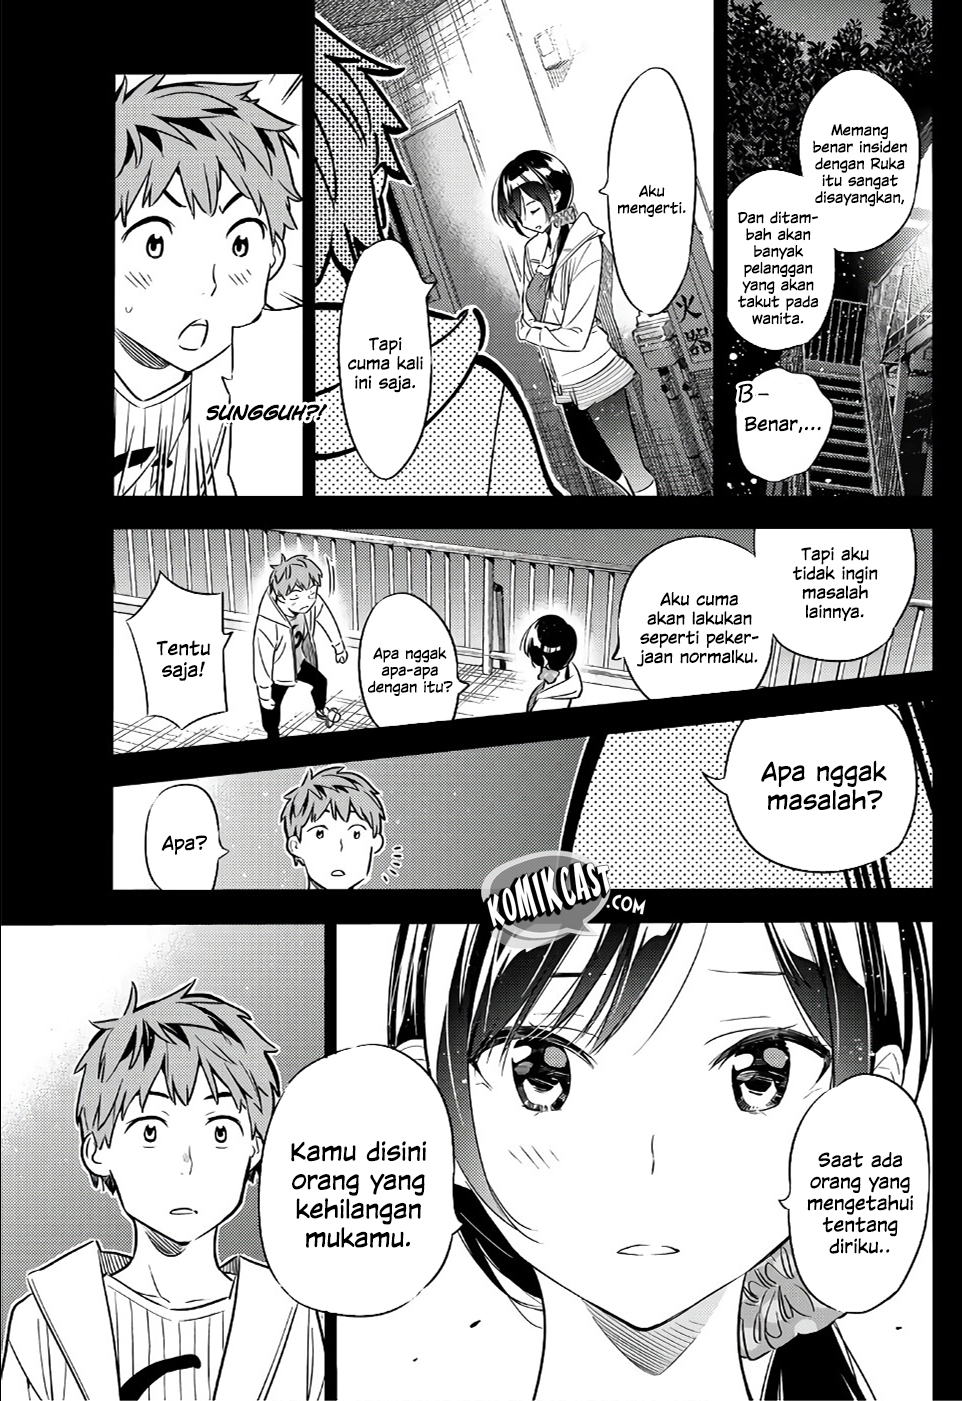 Memang
benar insiden
dengan Ruka
itu sangat
disayangkan,
Dan ditam-
bah akan
banyak
pelanggan
yang akan
takut pada
wanita.
B-
Benar,...
Aku
mengerti.
火
器
Tapi
cuma kali
ini saja.
SUNGGUH?!
Tapi aku
tidak ingin
masalah
lainnya.
Aku cuma
akan lakukan
seperti peker-
jaan normalku.
Apa nggak
apa-apa
dengan itu?
Tentu
saja!
Apa nggak
masalah?
Apa?
KOMIKCAST
.COM
Saat ada
orang yang
mengetahui
tentang
diriku..
Kamu disini
orang yang
kehilangan
mukamu.